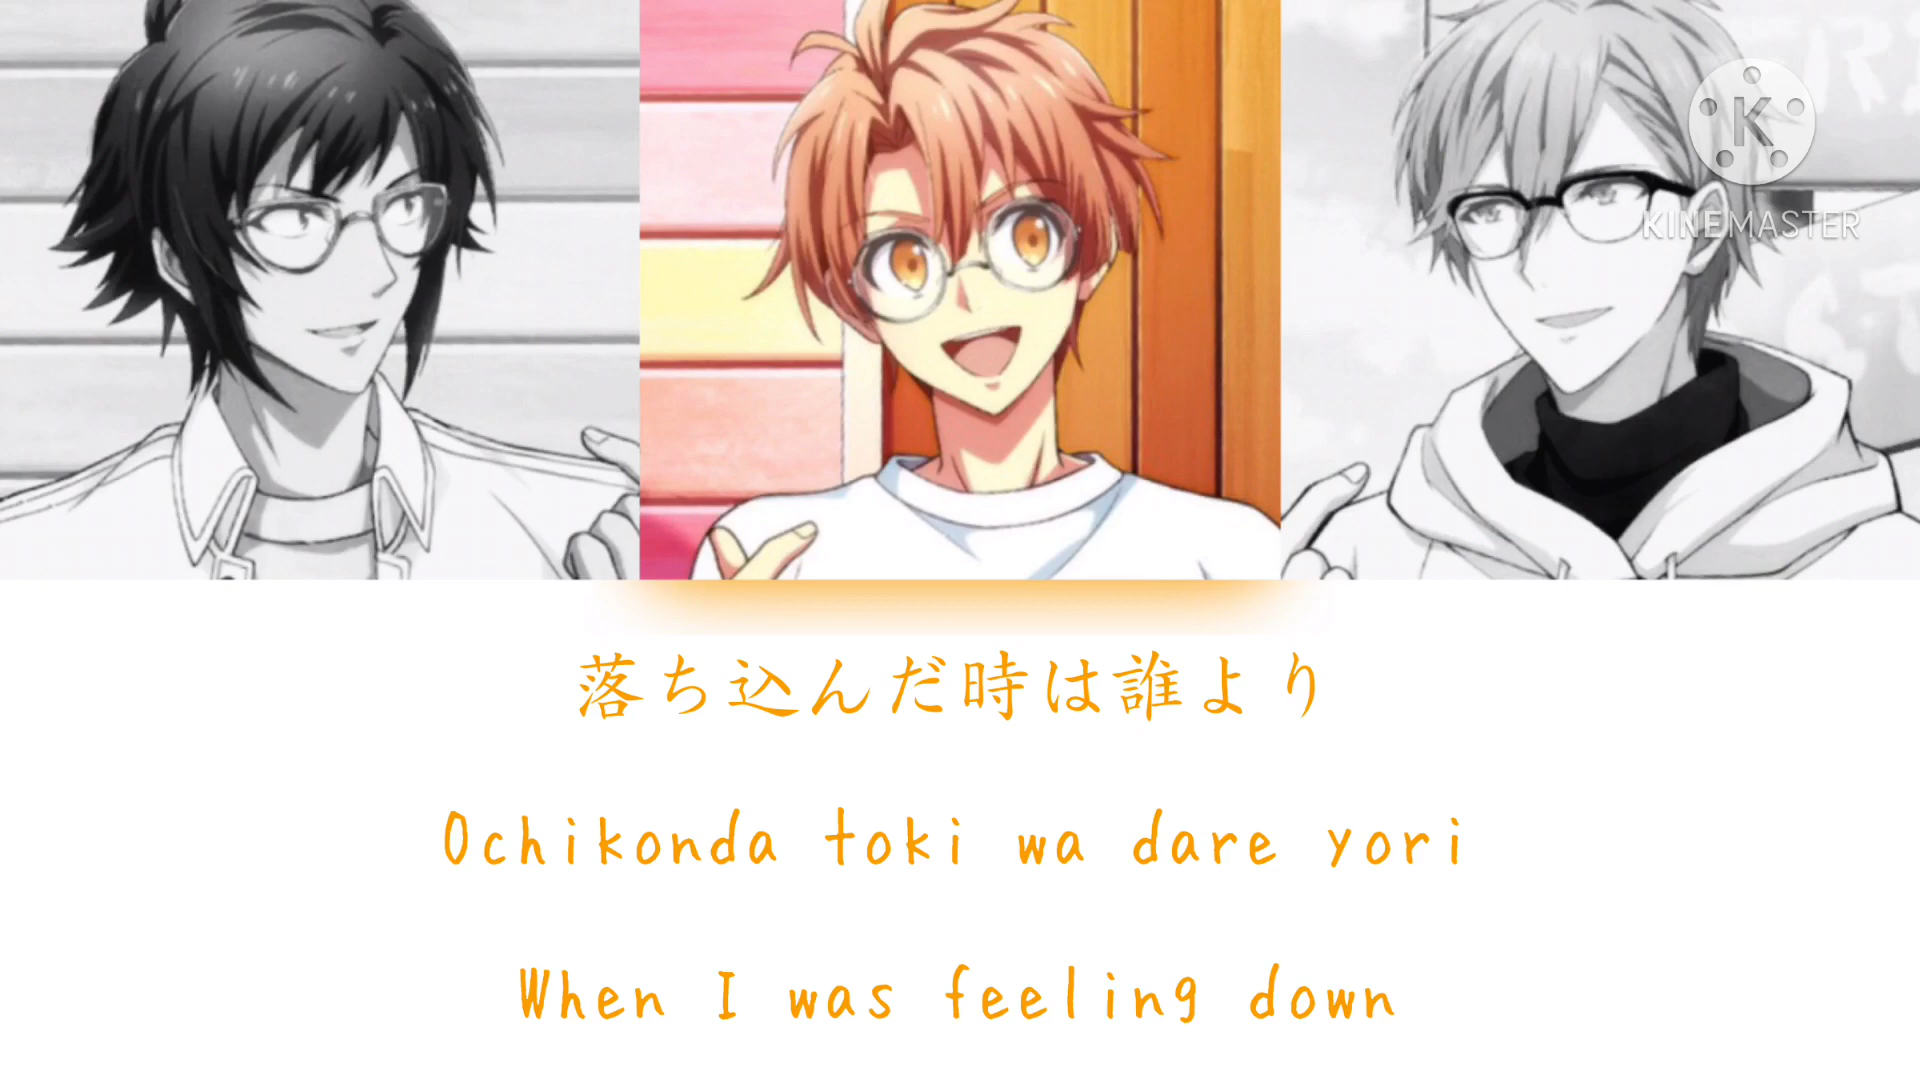 K
KINEMASTER
落ち込んだ時は誰より
Ochikonda toki wa dare yori
When I was feeling down